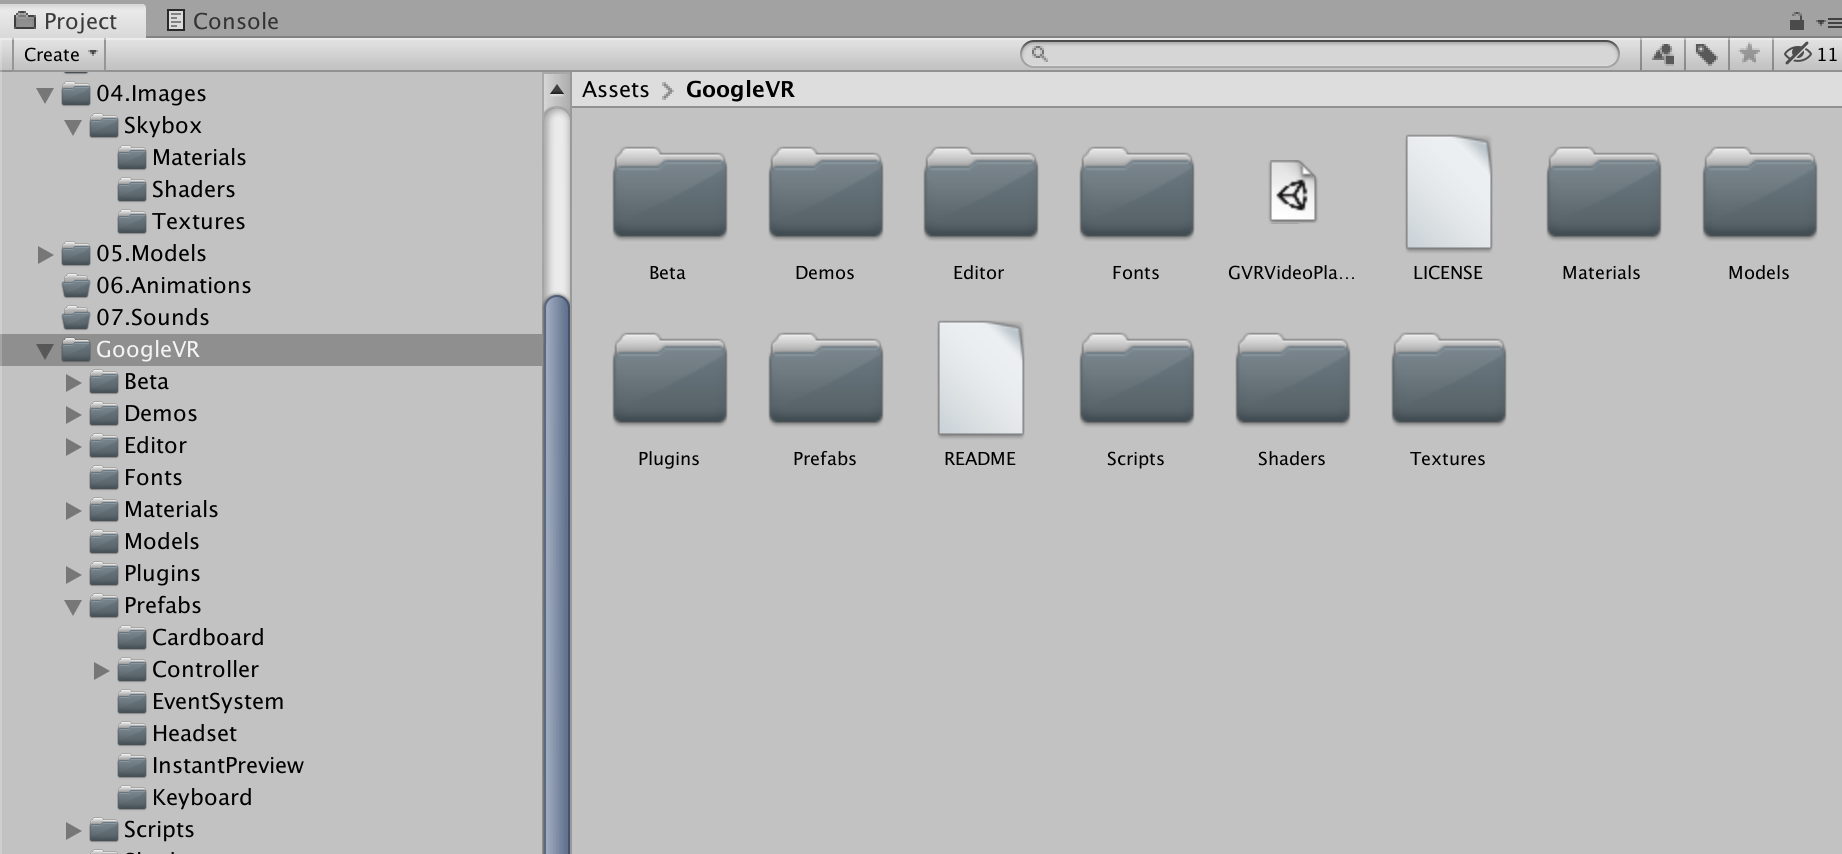 Project
Console
Create
11
04.Images
Skybox
Materials
Shaders
Textures
05.Models
06.Animations
07.Sounds
GoogleVR
Beta
Demos
Editor
Fonts
Materials
Models
Plugins
Prefabs
Cardboard
Controller
EventSystem
Headset
InstantPreview
Keyboard
Scripts
Assets > GoogleVR
Beta Demos Editor Fonts GVRVideoPla... LICENSE Materials Models
Plugins Prefabs README Scripts Shaders Textures